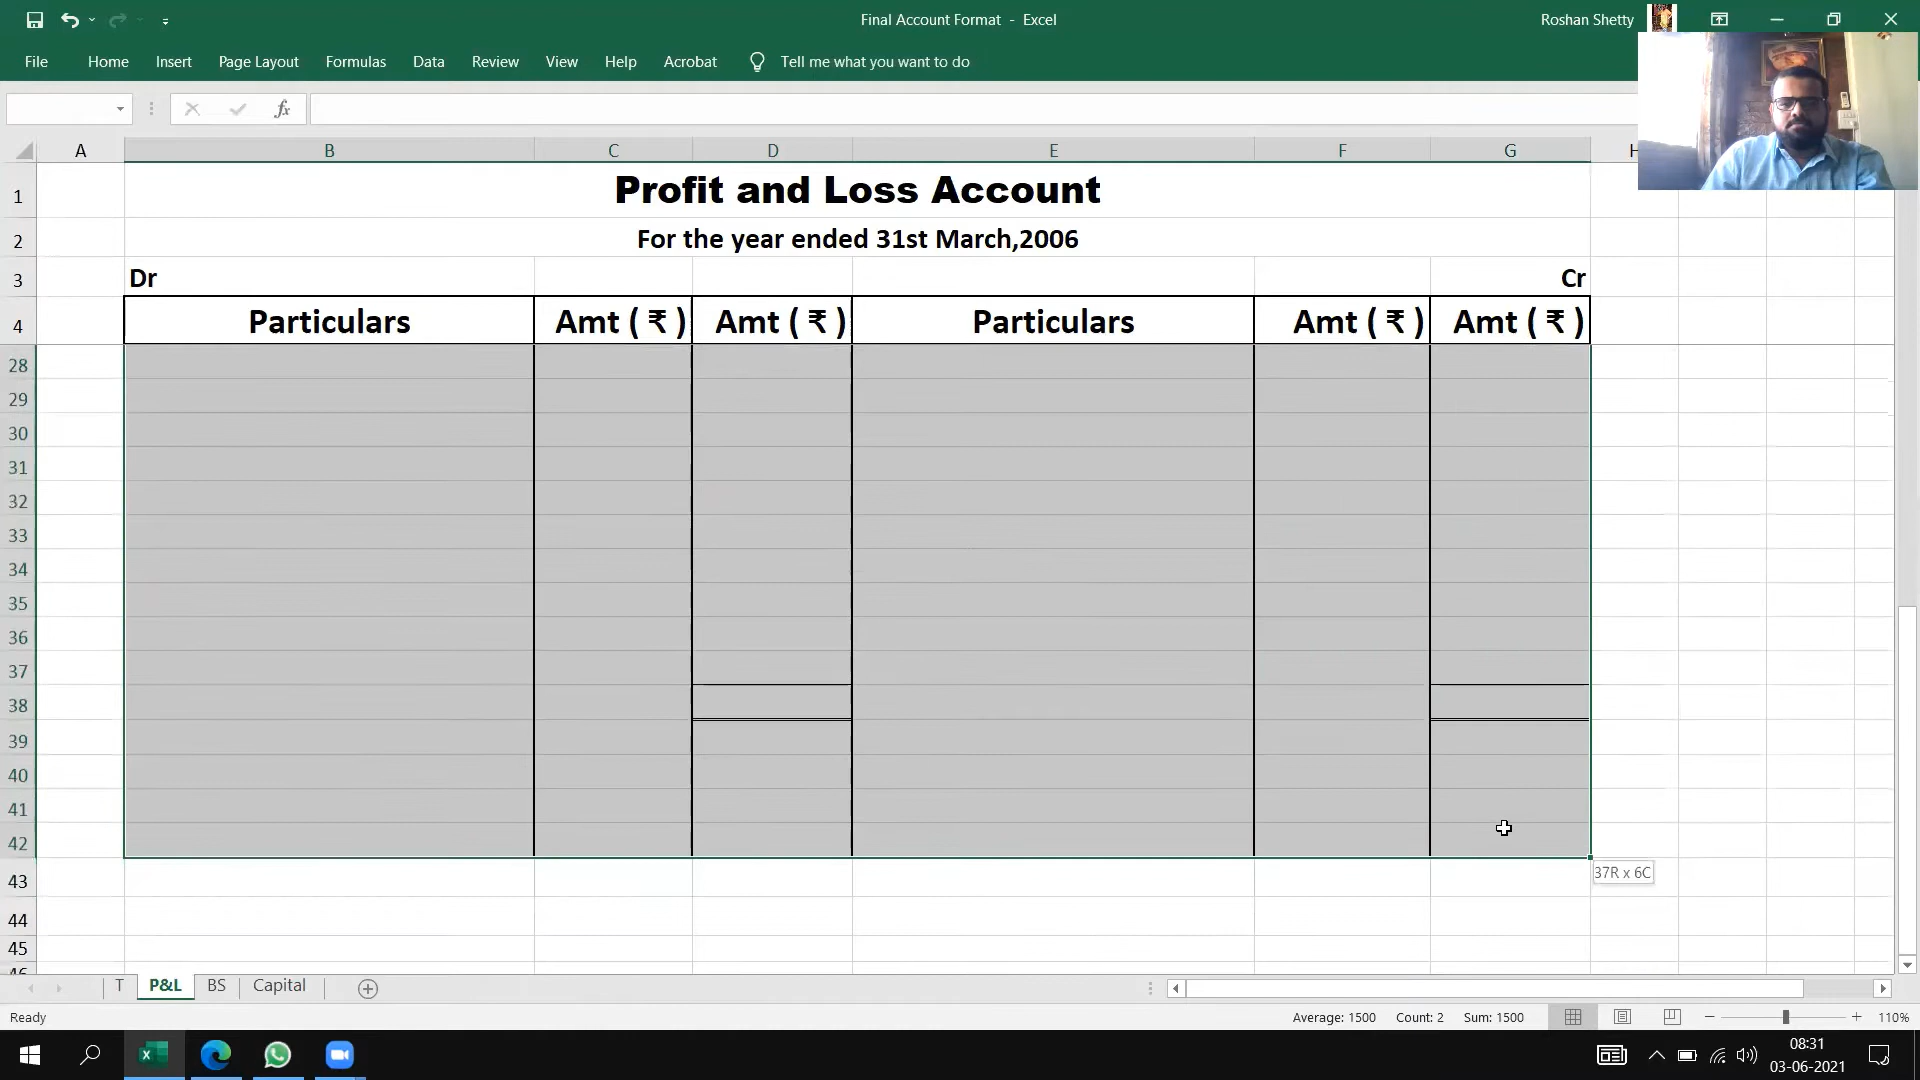 Final Account Format - Excel
Roshan Shetty
File Home Insert Page Layout Formulas Data Review View Help Acrobat Tell me what you want to do
fx
A B C D E F G H
1 Profit and Loss Account
2 For the year ended 31st March,2006
3 Dr Cr
4 Particulars Amt ( ₹ ) Amt ( ₹ ) Particulars Amt ( ₹ ) Amt ( ₹ )
28
29
30
31
32
33
34
35
36
37
38
39
40
41
42
37R x 6C
43
44
45
46
T P&L BS Capital
Ready Average: 1500 Count: 2 Sum: 1500 110%
08:31
03-06-2021